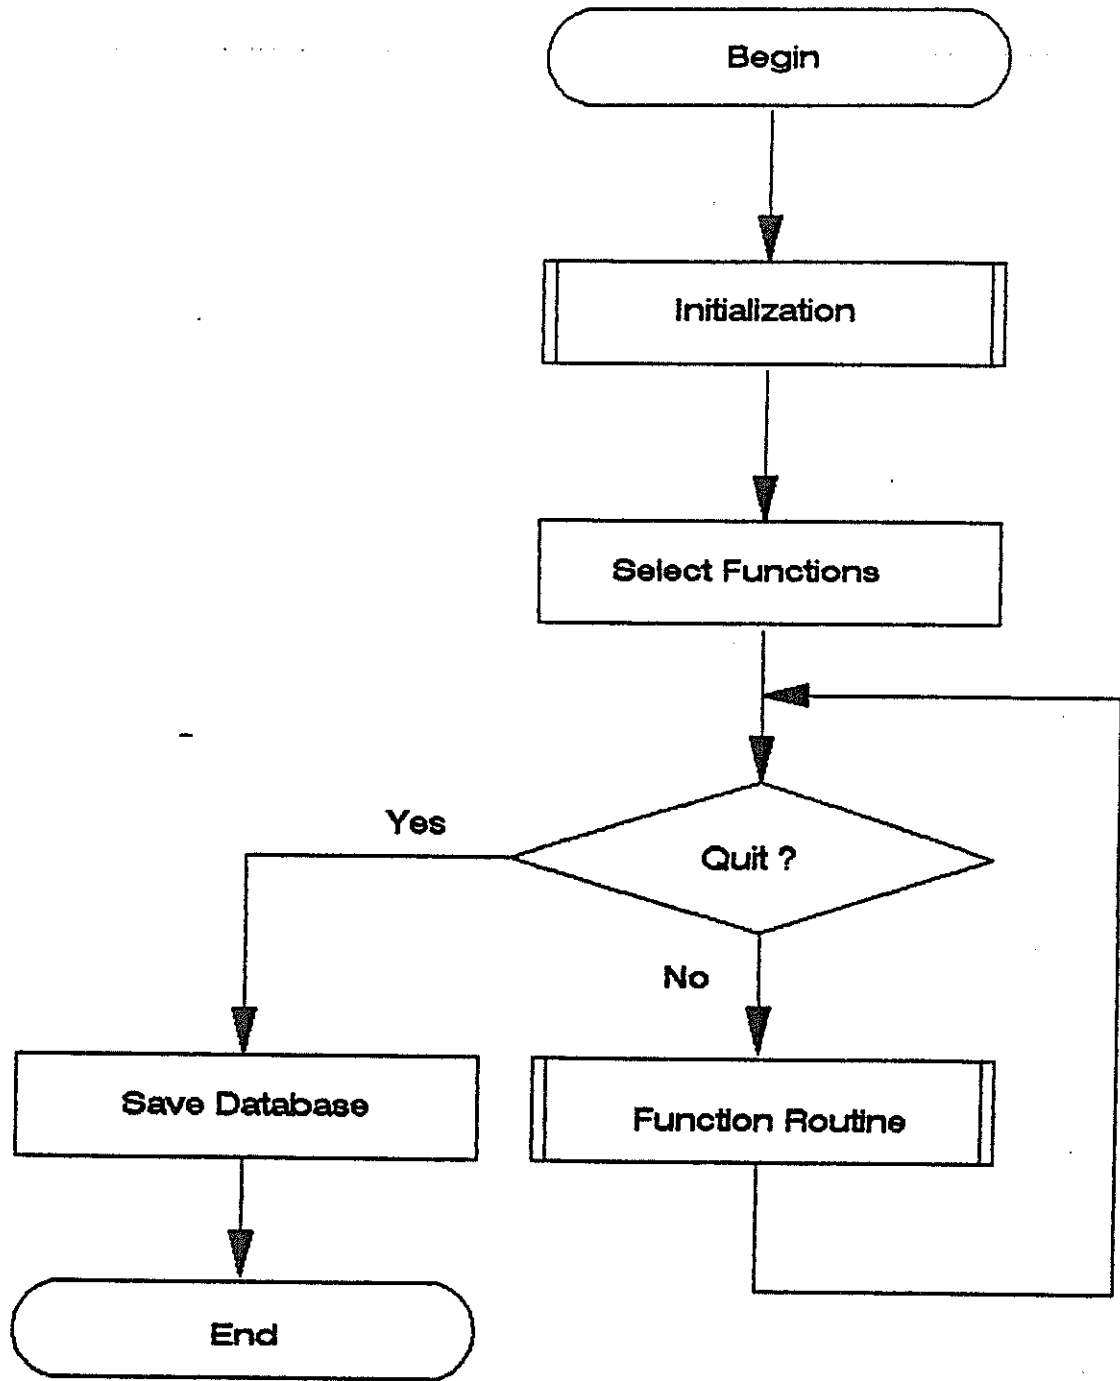 Begin
Initialization
Select Functions
Yes
Quit ?
No
Save Database
Function Routine
End